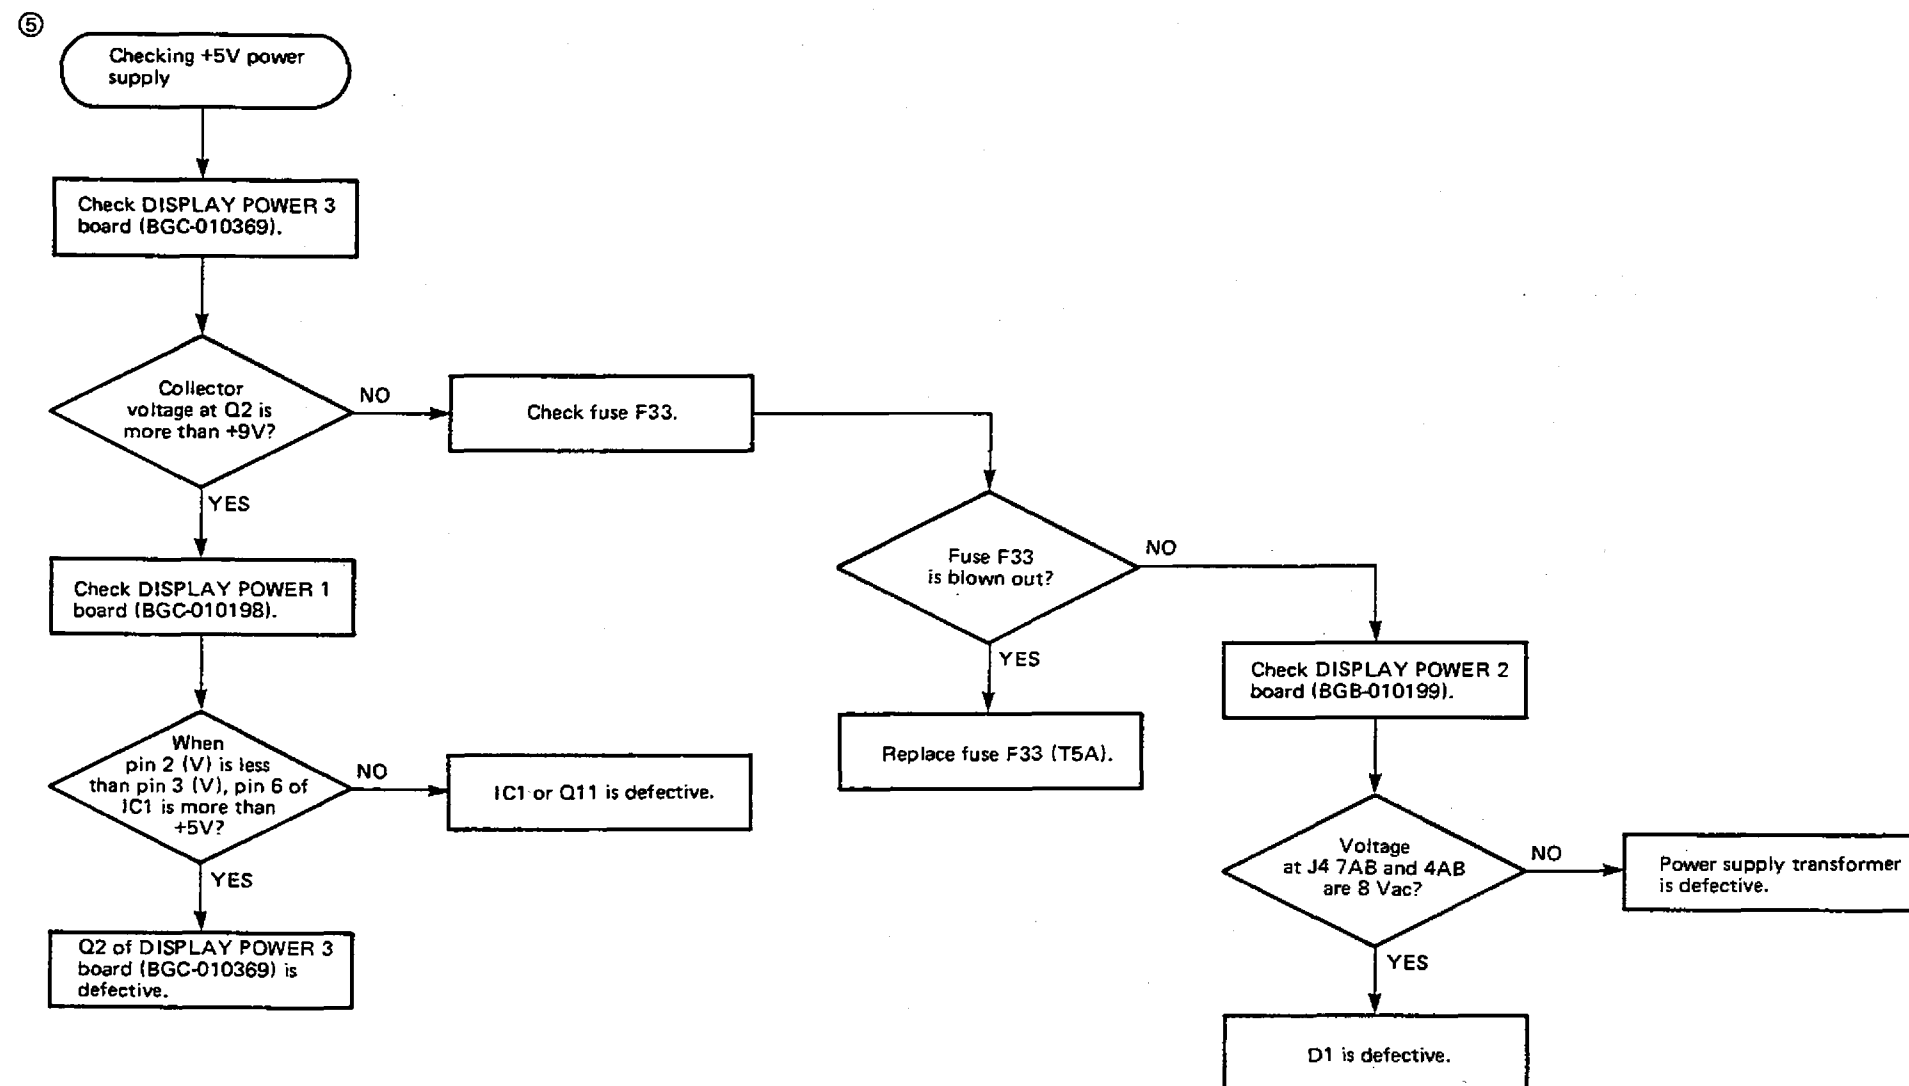 ⑤
Checking +5V power
supply
Check DISPLAY POWER 3
board (BGC-010369).
Collector
voltage at Q2 is
more than +9V?
NO
Check fuse F33.
YES
Check DISPLAY POWER 1
board (BGC-010198).
Fuse F33
is blown out?
NO
YES
Check DISPLAY POWER 2
board (BGB-010199).
Replace fuse F33 (T5A).
When
pin 2 (V) is less
than pin 3 (V), pin 6 of
IC1 is more than
+5V?
NO
IC1 or Q11 is defective.
YES
Voltage
at J4 7AB and 4AB
are 8 Vac?
NO
Power supply transformer
is defective.
YES
Q2 of DISPLAY POWER 3
board (BGC-010369) is
defective.
D1 is defective.